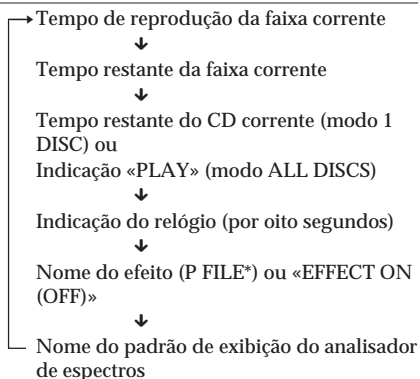 Tempo de reprodução da faixa corrente
Tempo restante da faixa corrente
Tempo restante do CD corrente (modo 1
DISC) ou
Indicação «PLAY» (modo ALL DISCS)
Indicação do relógio (por oito segundos)
Nome do efeito (P FILE*) ou «EFFECT ON
(OFF)»
Nome do padrão de exibição do analisador
de espectros